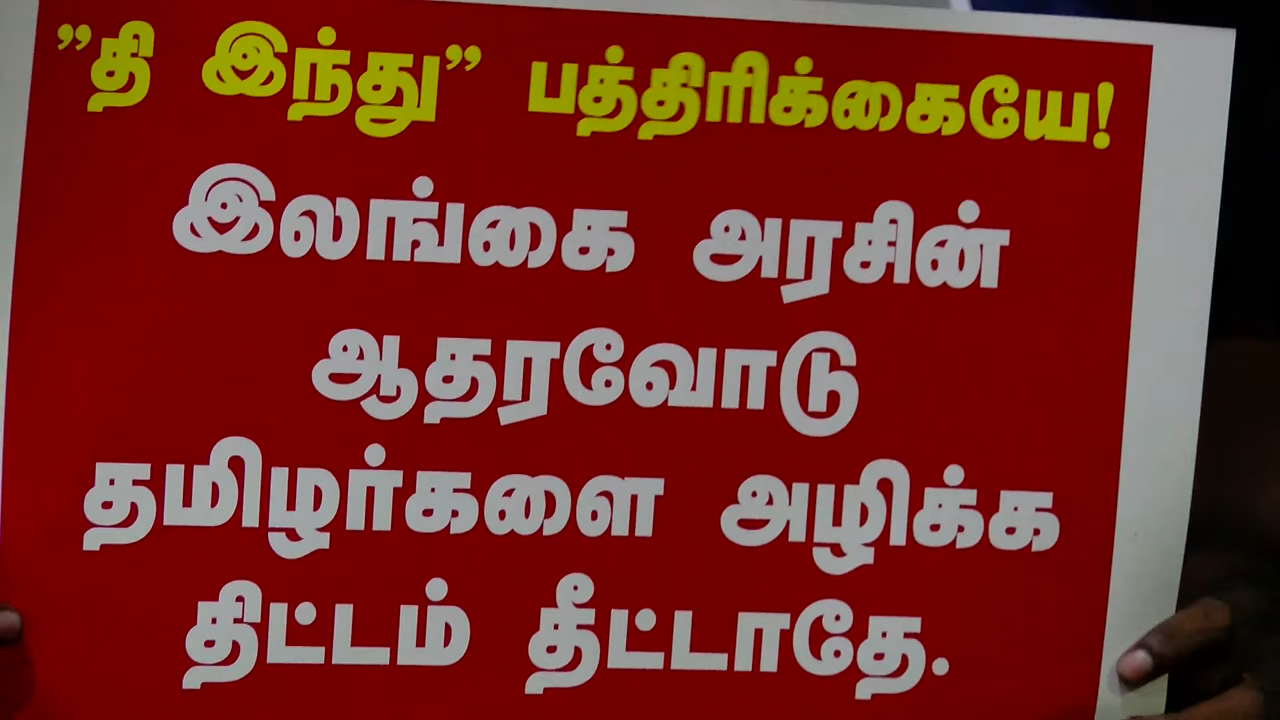 ”தி இந்து” பத்திரிக்கையே!
இலங்கை அரசின்
ஆதரவோடு
தமிழர்களை அழிக்க
திட்டம் தீட்டாதே.